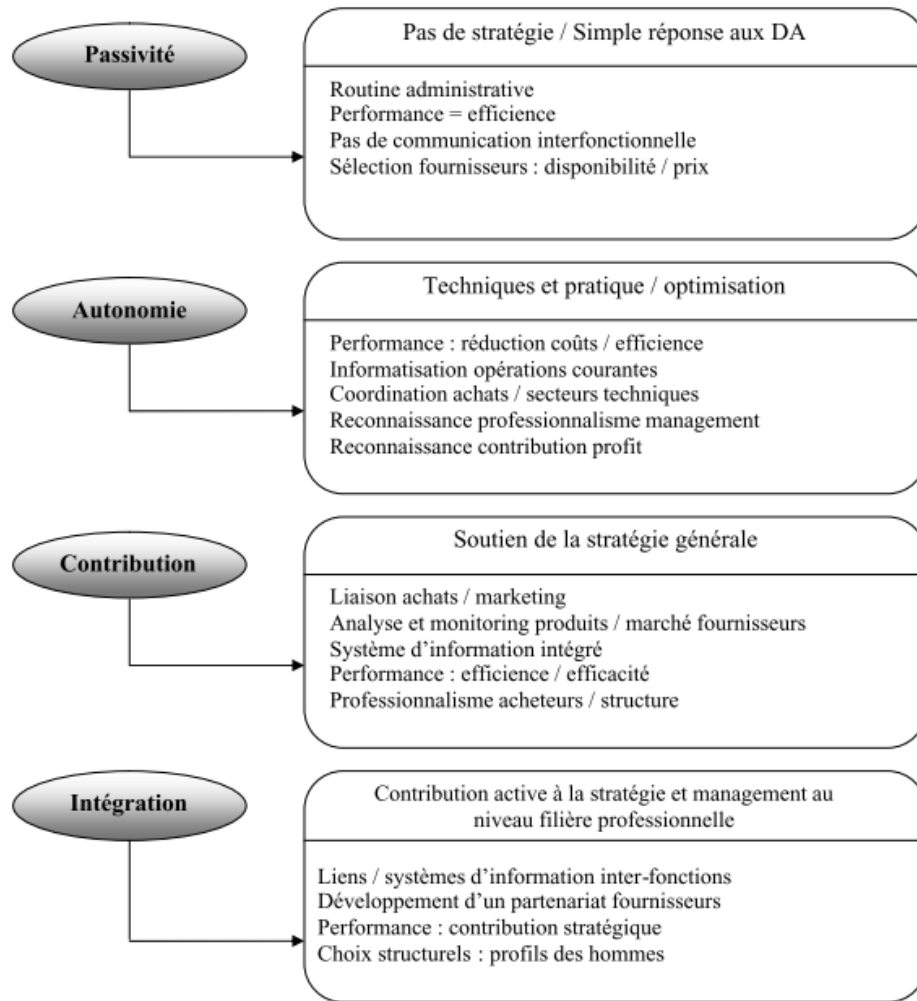 Passivité
Pas de stratégie / Simple réponse aux DA
Routine administrative
Performance = efficience
Pas de communication interfonctionnelle
Sélection fournisseurs : disponibilité / prix
Autonomie
Techniques et pratique / optimisation
Performance : réduction coûts / efficience
Informatisation opérations courantes
Coordination achats / secteurs techniques
Reconnaissance professionnalisme management
Reconnaissance contribution profit
Contribution
Soutien de la stratégie générale
Liaison achats / marketing
Analyse et monitoring produits / marché fournisseurs
Système d’information intégré
Performance : efficience / efficacité
Professionnalisme acheteurs / structure
Intégration
Contribution active à la stratégie et management au
niveau filière professionnelle
Liens / systèmes d’information inter-fonctions
Développement d’un partenariat fournisseurs
Performance : contribution stratégique
Choix structurels : profils des hommes